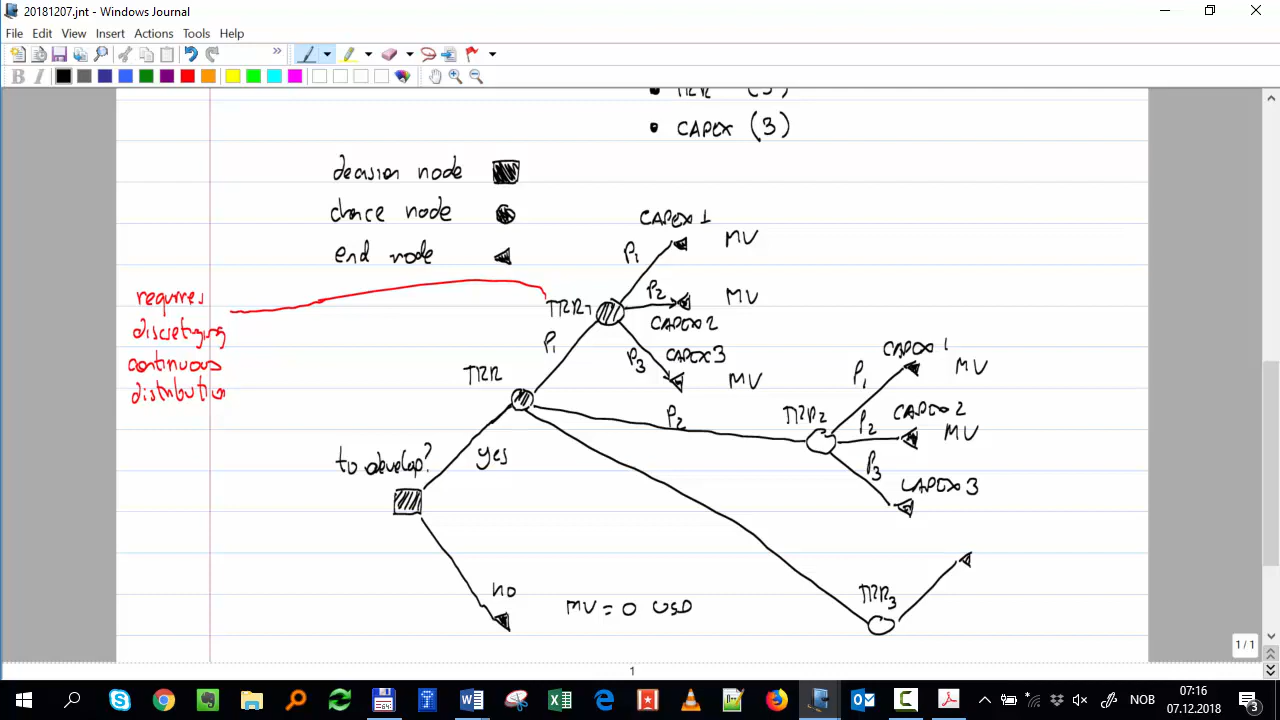 20181207.jnt - Windows Journal
File Edit View Insert Actions Tools Help
B I
• TRR (3)
• CAPEX (3)
decision node
chance node
end node
CAPEX 1
MV
P1
P2
MV
CAPEX 2
TRR1
P3
CAPEX 3
MV
requires
discretizing
continuous
distribution
P1
TRR
CAPEX 1
MV
P1
P2
TRR2
CAPEX 2
P2
MV
P3
CAPEX 3
to develop?
yes
no
MV = 0 USD
TRR3
1 / 1
1
NOB
07:16
07.12.2018
3